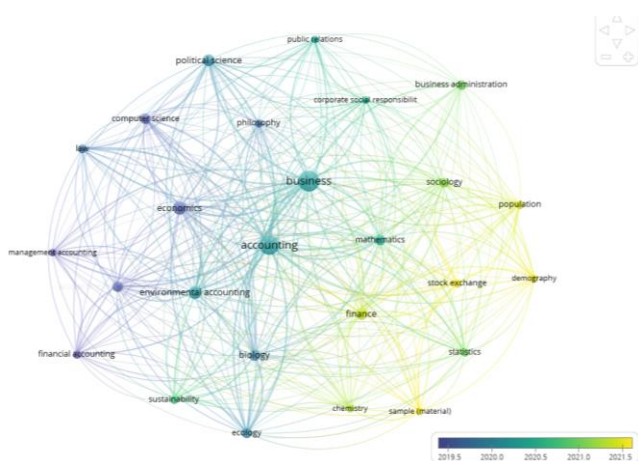 public relations
political science
business administration
corporate social responsibilit
computer science
philosophy
law
business
sociology
economics
population
accounting
mathematics
management accounting
demography
stock exchange
environmental accounting
finance
financial accounting
biology
statistics
sustainability
chemistry
sample (material)
ecology
2019.5 2020.0 2020.5 2021.0 2021.5